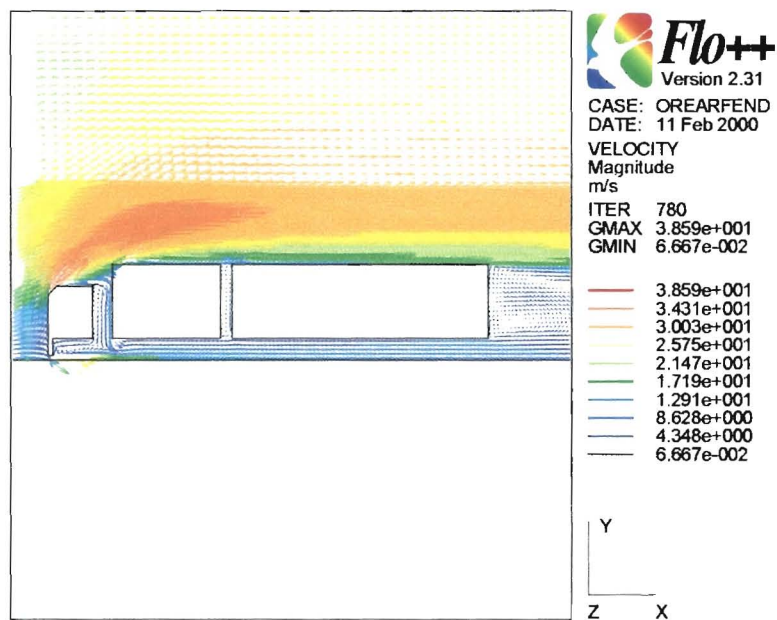 Flo++
Version 2.31
CASE: OREARFEND
DATE: 11 Feb 2000
VELOCITY
Magnitude
m/s
ITER 780
GMAX 3.859e+001
GMIN 6.667e-002
3.859e+001
3.431e+001
3.003e+001
2.575e+001
2.147e+001
1.719e+001
1.291e+001
8.628e+000
4.348e+000
6.667e-002
Y
Z X